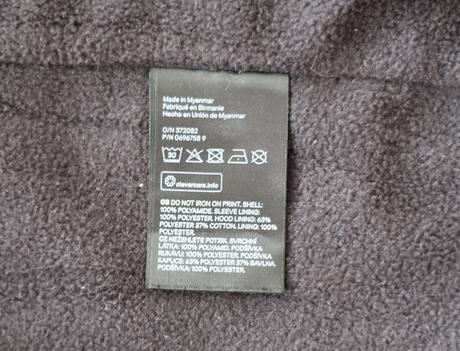 Made in Myanmar
Fabriqué en Birmanie
Hecho en Unión de Myanmar
O/N 372082
P/N 0696758 9
30
clevercare.info
GB DO NOT IRON ON PRINT. SHELL:
100% POLYAMIDE. SLEEVE LINING:
100% POLYESTER. HOOD LINING: 63%
POLYESTER 37% COTTON. LINING: 100%
POLYESTER.
CZ NEŽEHLETE POTISK. SVRCHNÍ
LÁTKA: 100% POLYAMID. PODŠÍVKA
RUKÁVU: 100% POLYESTER. PODŠÍVKA
KAPUCE: 63% POLYESTER 37% BAVLNA.
PODŠÍVKA: 100% POLYESTER.